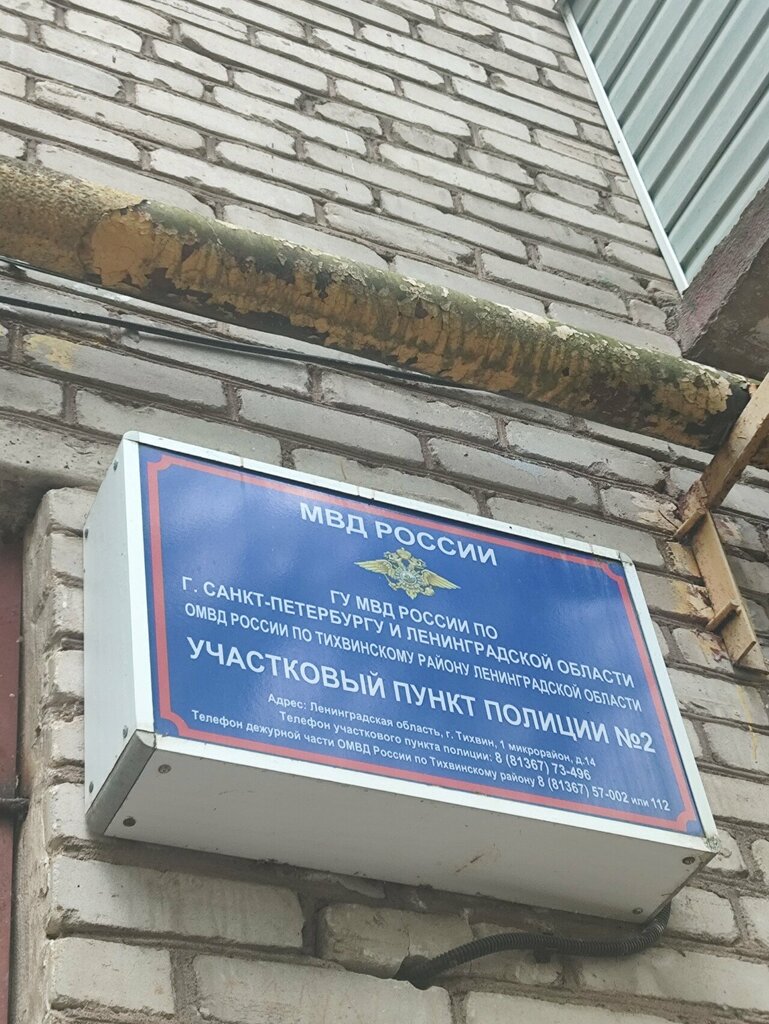 МВД РОССИИ
ГУ МВД РОССИИ ПО
Г. САНКТ-ПЕТЕРБУРГУ И ЛЕНИНГРАДСКОЙ ОБЛАСТИ
ОМВД РОССИИ ПО ТИХВИНСКОМУ РАЙОНУ ЛЕНИНГРАДСКОЙ ОБЛАСТИ
УЧАСТКОВЫЙ ПУНКТ ПОЛИЦИИ №2
Адрес: Ленинградская область, г. Тихвин, 1 микрорайон, д.14
Телефон участкового пункта полиции: 8 (81367) 73-496
Телефон дежурной части ОМВД России по Тихвинскому району 8 (81367) 57-002 или 112